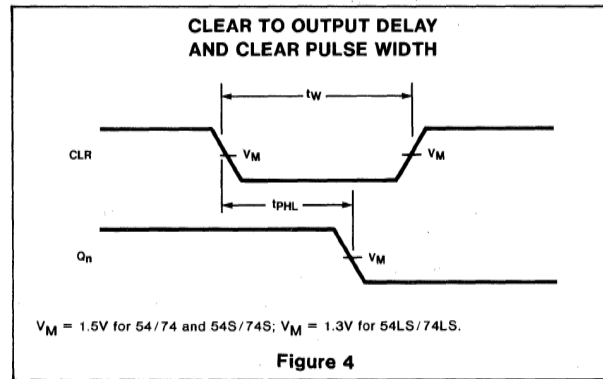 CLEAR TO OUTPUT DELAY
AND CLEAR PULSE WIDTH
tW
CLR
VM
VM
tPHL
Qn
VM
VM = 1.5V for 54/74 and 54S/74S; VM = 1.3V for 54LS/74LS.
Figure 4